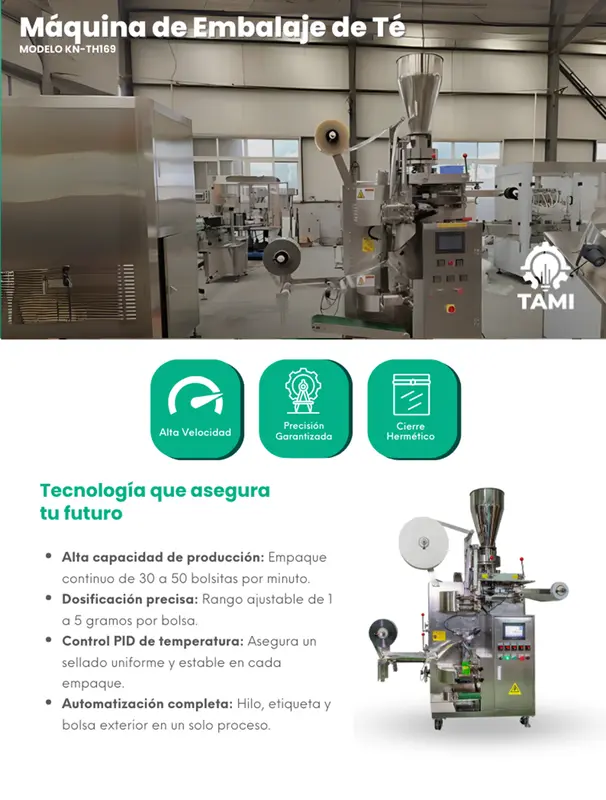 Máquina de Embalaje de Té
MODELO KN-TH169
TAMI
Alta Velocidad
Precisión
Garantizada
Cierre
Hermético
Tecnología que asegura
tu futuro
• Alta capacidad de producción: Empaque
continuo de 30 a 50 bolsitas por minuto.
• Dosificación precisa: Rango ajustable de 1
a 5 gramos por bolsa.
• Control PID de temperatura: Asegura un
sellado uniforme y estable en cada
empaque.
• Automatización completa: Hilo, etiqueta y
bolsa exterior en un solo proceso.